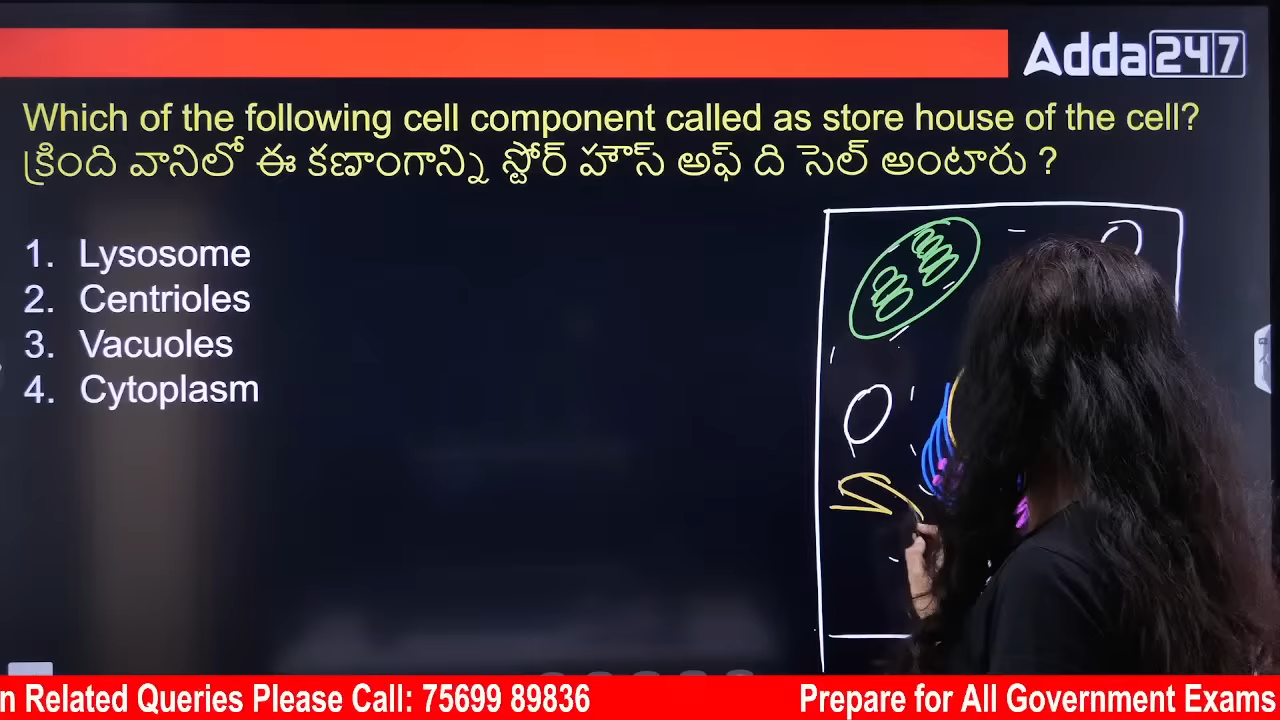 Adda247
Which of the following cell component called as store house of the cell?
క్రింది వానిలో ఈ కణాంగాన్ని స్టోర్ హౌస్ అఫ్ ది సెల్ అంటారు ?
1. Lysosome
2. Centrioles
3. Vacuoles
4. Cytoplasm
n Related Queries Please Call: 75699 89836 Prepare for All Government Exams